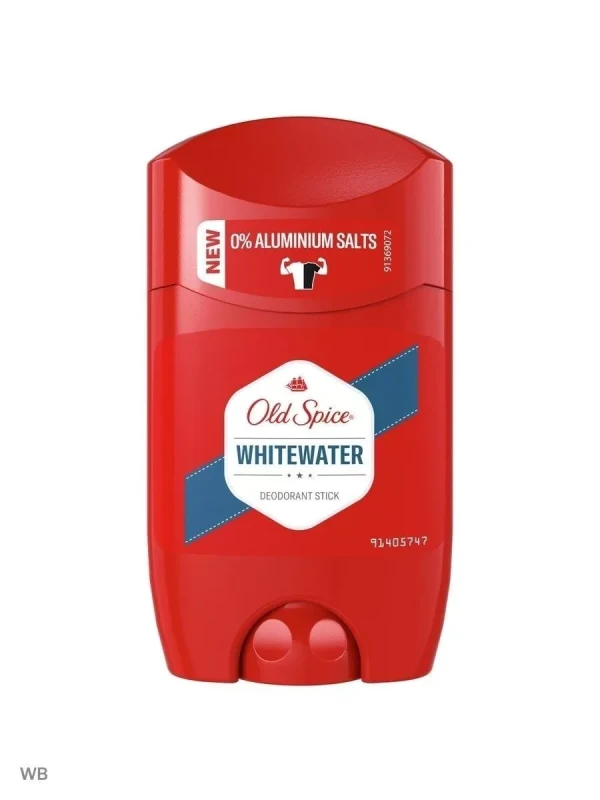 NEW
0% ALUMINIUM SALTS
91369072
Old Spice®
WHITEWATER
DEODORANT STICK
91405747
WB